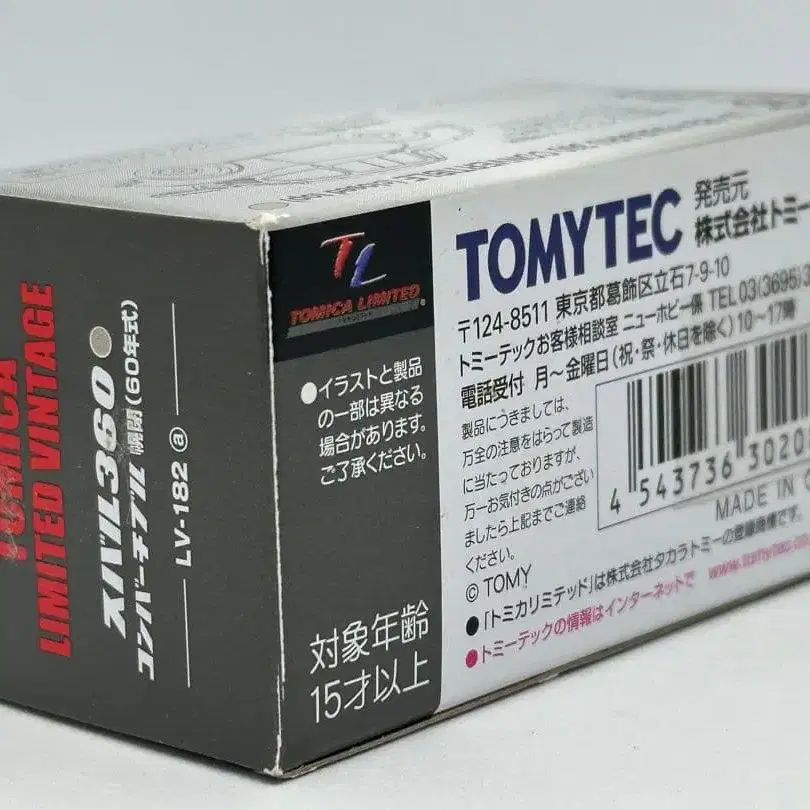 TOMICA
LIMITED VINTAGE
スバル360
コンバーチブル 幌開(60年式)
LV-182 ⓐ
TL
TOMICA LIMITED
●イラストと製品
の一部は異なる
場合があります。
ご了承ください。
対象年齢
15才以上
TOMYTEC
発売元
株式会社トミー
〒124-8511 東京都葛飾区立石7-9-10
トミーテックお客様相談室 ニューホビー係 TEL 03(3695)3
電話受付 月～金曜日(祝・祭・休日を除く)10～17時
製品につきましては、
万全の注意をはらって製造
に当たっておりますが、
万一お気付きの点がござい
ましたら上記までご連絡
ください。
4 543736 3020
MADE IN
© TOMY
●「トミカリミテッド」は株式会社タカラトミーの登録商標です。
●トミーテックの情報はインターネットで www.tomytec.co